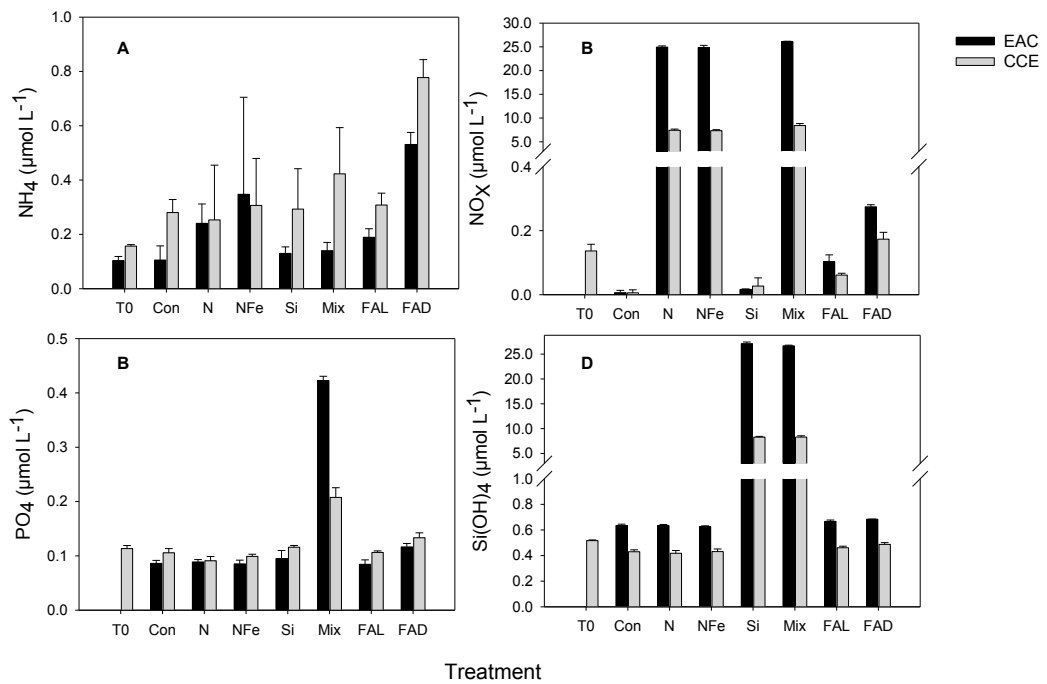 A
NH4 (µmol L-1)
1.0
0.8
0.6
0.4
0.2
0.0
T0 Con N NFe Si Mix FAL FAD
B
NOX (µmol L-1)
30.0
25.0
20.0
15.0
10.0
5.0
0.4
0.2
0.0
T0 Con N NFe Si Mix FAL FAD
EAC
CCE
B
PO4 (µmol L-1)
0.5
0.4
0.3
0.2
0.1
0.0
T0 Con N NFe Si Mix FAL FAD
D
Si(OH)4 (µmol L-1)
25.0
20.0
15.0
10.0
5.0
1.0
0.8
0.6
0.4
0.2
0.0
T0 Con N NFe Si Mix FAL FAD
Treatment